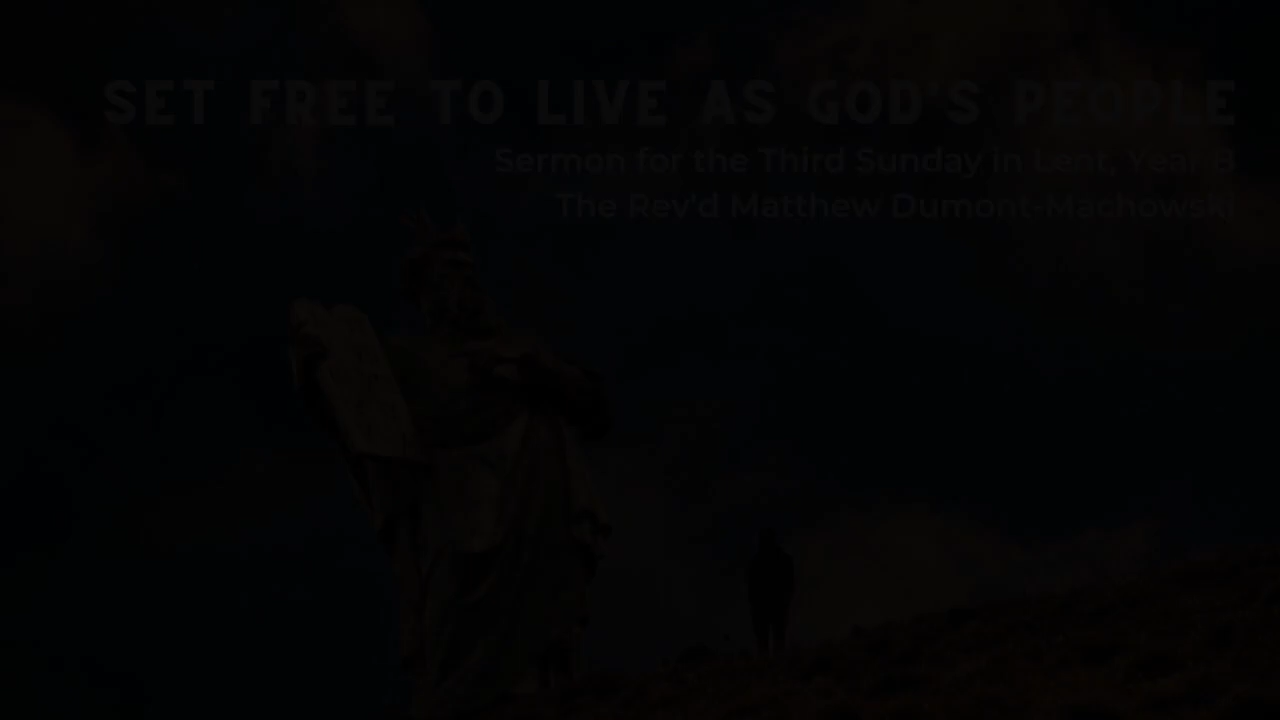 SET FREE TO LIVE AS GOD'S PEOPLE
Sermon for the Third Sunday in Lent, Year B
The Rev'd Matthew Dumont-Machowski